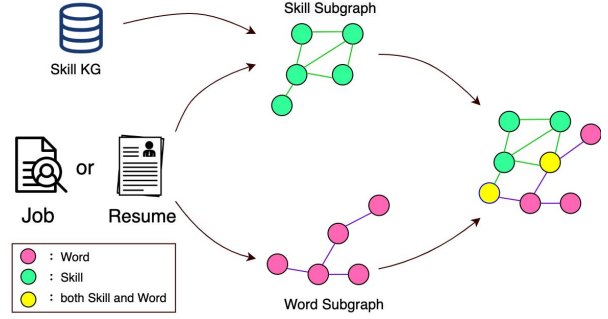 Skill Subgraph
Skill KG
or
Job
Resume
: Word
: Skill
: both Skill and Word
Word Subgraph